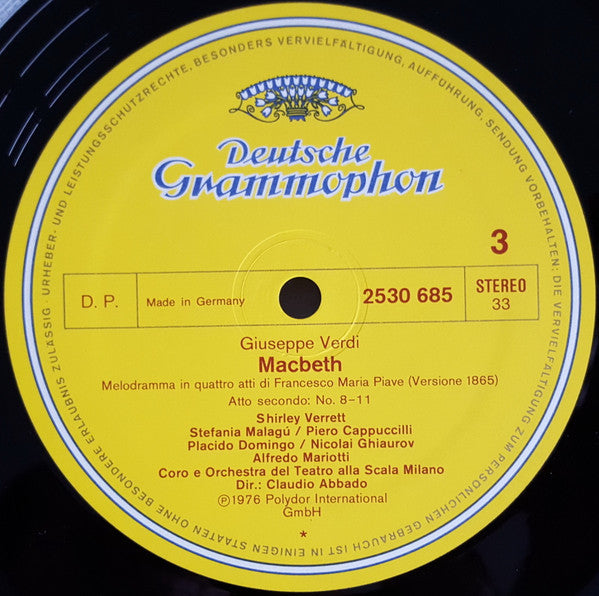 Deutsche
Grammophon
3
D. P.
Made in Germany
2530 685
STEREO
33
Giuseppe Verdi
Macbeth
Melodramma in quattro atti di Francesco Maria Piave (Versione 1865)
Atto secondo: No. 8–11
Shirley Verrett
Stefania Malagú / Piero Cappuccilli
Placido Domingo / Nicolai Ghiaurov
Alfredo Mariotti
Coro e Orchestra del Teatro alla Scala Milano
Dir.: Claudio Abbado
Ⓟ1976 Polydor International
GmbH
*
URHEBER- UND LEISTUNGSSCHUTZRECHTE, BESONDERS VERVIELFÄLTIGUNG, AUFFÜHRUNG, SENDUNG VORBEHALTEN; DIE VERVIELFÄLTIGUNG ZUM PERSÖNLICHEN GEBRAUCH IST IN EINIGEN STAATEN OHNE BESONDERE ERLAUBNIS ZULÄSSIG ·